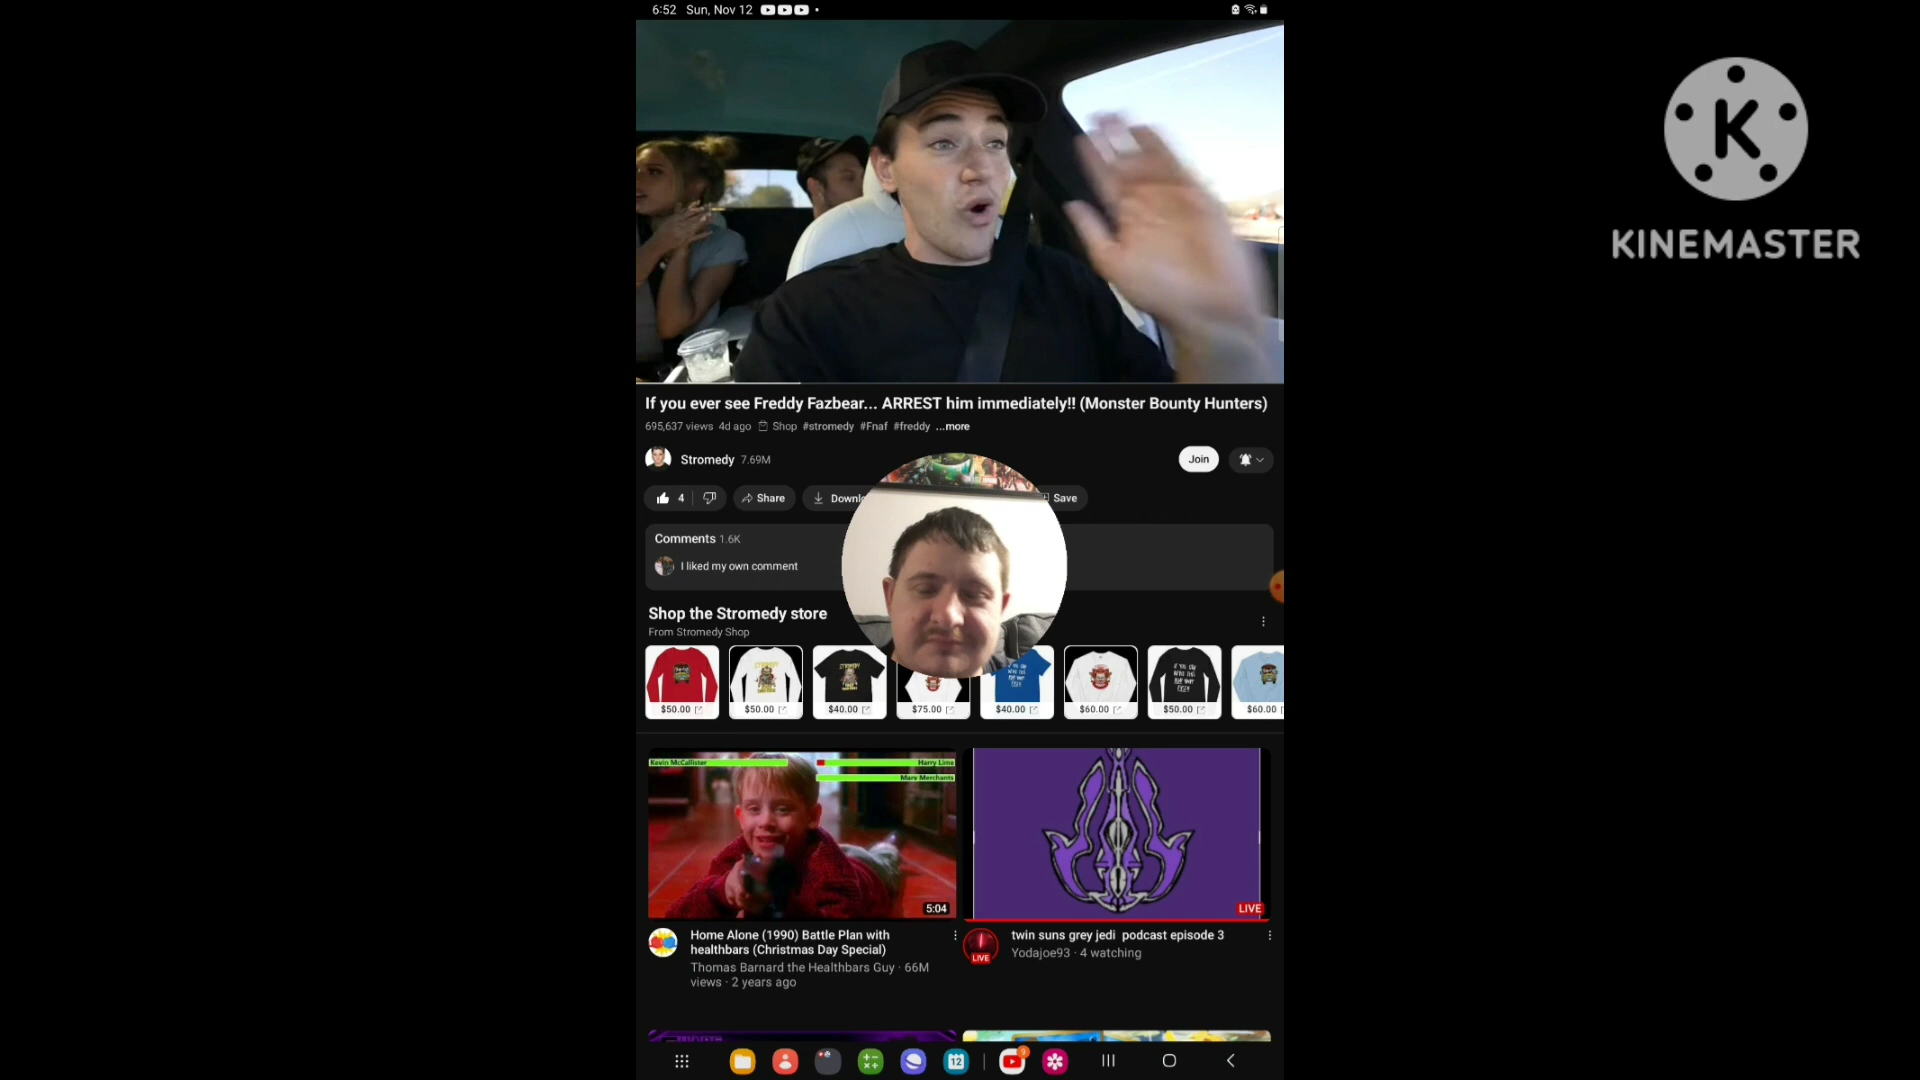 6:52 Sun, Nov 12
KINEMASTER
If you ever see Freddy Fazbear... ARREST him immediately!! (Monster Bounty Hunters)
695,637 views 4d ago Shop #stromedy #Fnaf #freddy ...more
Stromedy 7.69M
Join
4 Share Downlo Save
Comments 1.6K
I liked my own comment
Shop the Stromedy store
From Stromedy Shop
$50.00 $50.00 $40.00 $75.00 $40.00 $60.00 $50.00 $60.00
Kevin McCallister Harry Lime
Marv Merchants
5:04
LIVE
Home Alone (1990) Battle Plan with
healthbars (Christmas Day Special)
Thomas Barnard the Healthbars Guy · 66M
views · 2 years ago
twin suns grey jedi podcast episode 3
Yodajoe93 · 4 watching
LIVE
12
9